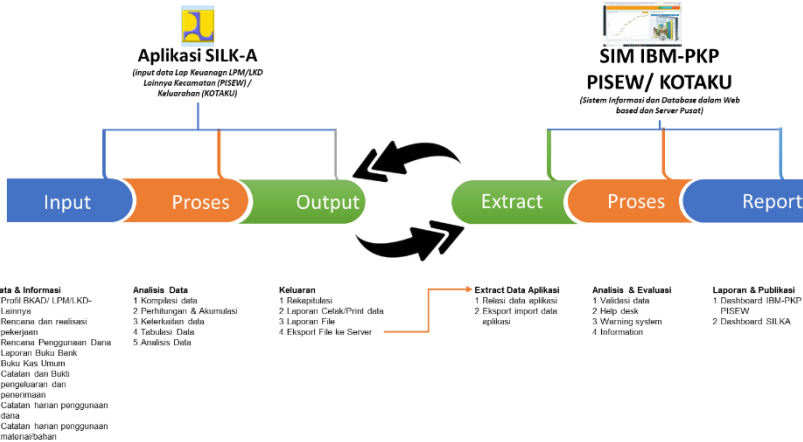 Aplikasi SILK-A
(input data Lap Keuanagn LPM/LKD
Lainnya Kecamatan (PISEW) /
Keluarahan (KOTAKU)
SIM IBM-PKP
PISEW/ KOTAKU
(Sistem Informasi dan Database dalam Web
based dan Server Pusat)
Input
Proses
Output
Extract
Proses
Report
ata & Informasi
Profil BKAD/ LPM/LKD-
Lainnya
Rencana dan realisasi
pekerjaan
Rencana Penggunaan Dana
Laporan Buku Bank
Buku Kas Umum
Catatan dan Bukti
pengeluaran dan
penerimaan
Catatan harian penggunaan
dana
Catatan harian penggunaan
material/bahan
Analisis Data
1.Kompilasi data
2.Perhitungan & Akumulasi
3.Keterkaitan data
4.Tabulasi Data
5.Analisis Data
Keluaran
1.Rekapitulasi
2.Laporan Cetak/Print data
3.Laporan File
4.Eksport File ke Server
Extract Data Aplikasi
1.Relasi data aplikasi
2.Eksport import data
aplikasi
Analisis & Evaluasi
1.Validasi data
2.Help desk
3.Warning system
4.Information
Laporan & Publikasi
1.Dashboard IBM-PKP
PISEW
2.Dashboard SILKA